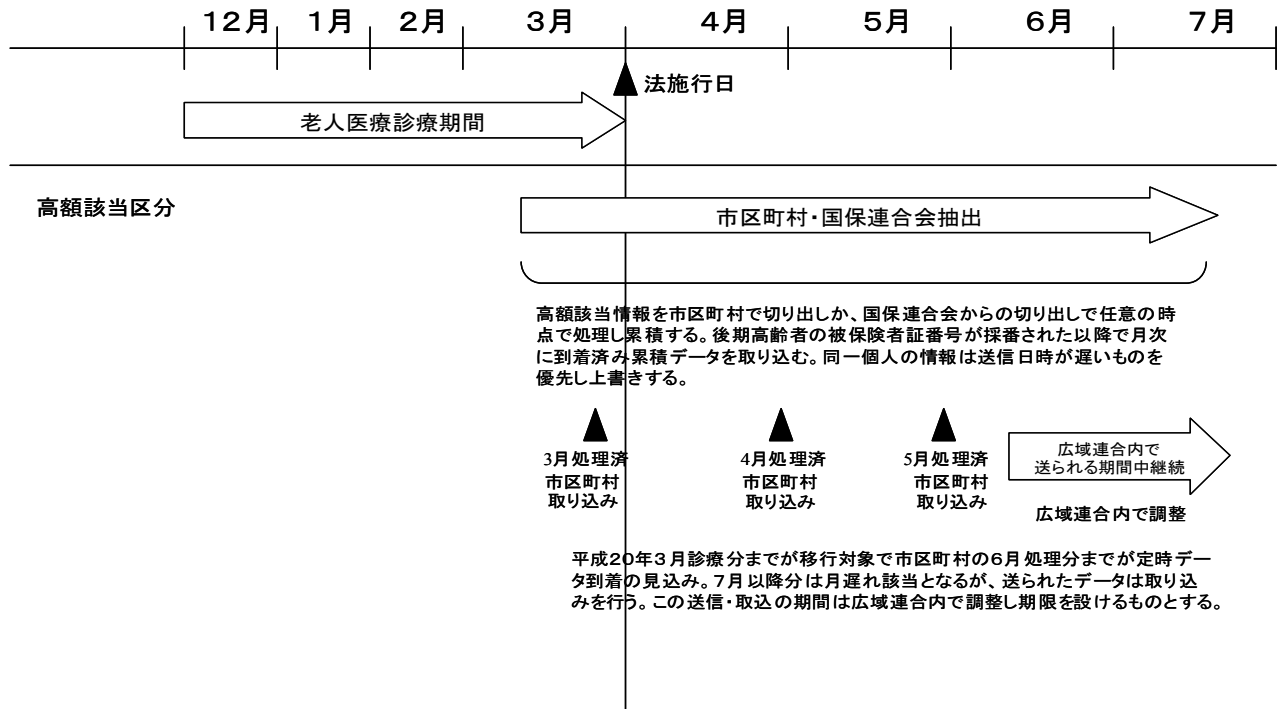 12月 1月 2月 3月 4月 5月 6月 7月
法施行日
老人医療診療期間
高額該当区分
市区町村・国保連合会抽出
高額該当情報を市区町村で切り出しか、国保連合会からの切り出しで任意の時
点で処理し累積する。後期高齢者の被保険者証番号が採番された以降で月次
に到着済み累積データを取り込む。同一個人の情報は送信日時が遅いものを
優先し上書きする。
3月処理済
市区町村
取り込み
4月処理済
市区町村
取り込み
5月処理済
市区町村
取り込み
広域連合内で
送られる期間中継続
広域連合内で調整
平成20年3月診療分までが移行対象で市区町村の6月処理分までが定時デー
タ到着の見込み。7月以降分は月遅れ該当となるが、送られたデータは取り込
みを行う。この送信・取込の期間は広域連合内で調整し期限を設けるものとする。